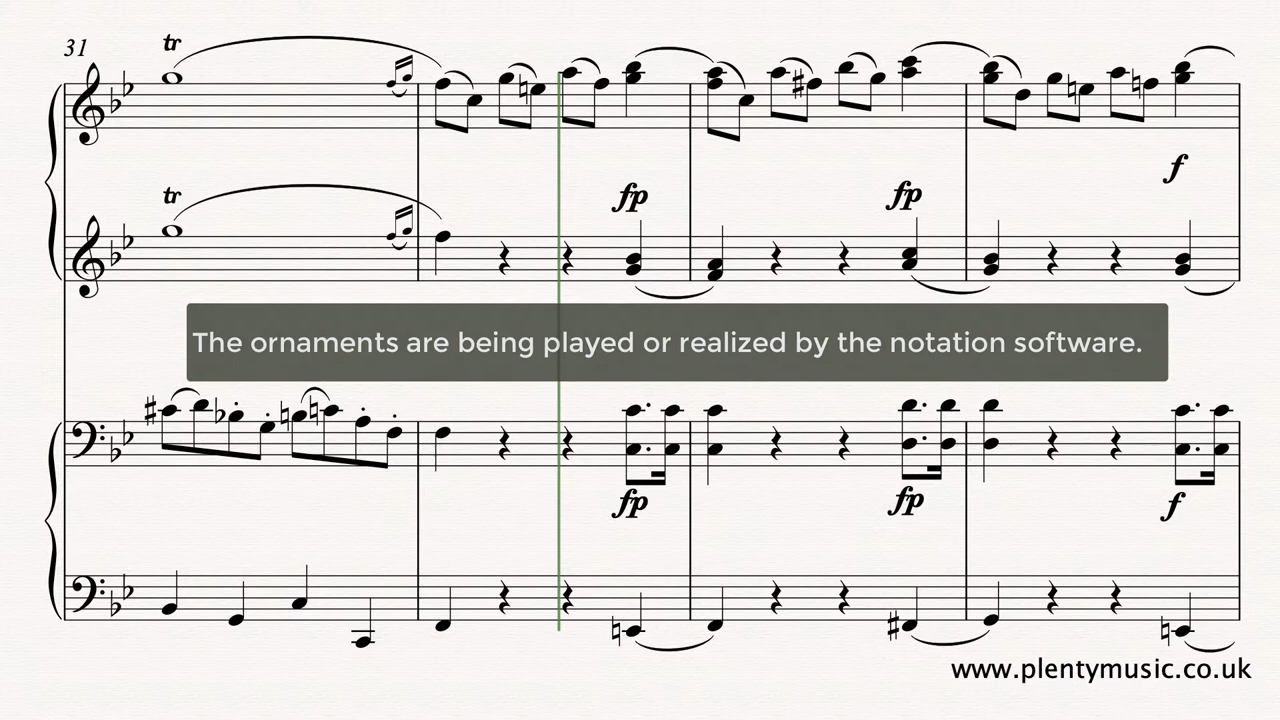 31
tr
fp fp f
tr
The ornaments are being played or realized by the notation software.
fp fp f
www.plentymusic.co.uk